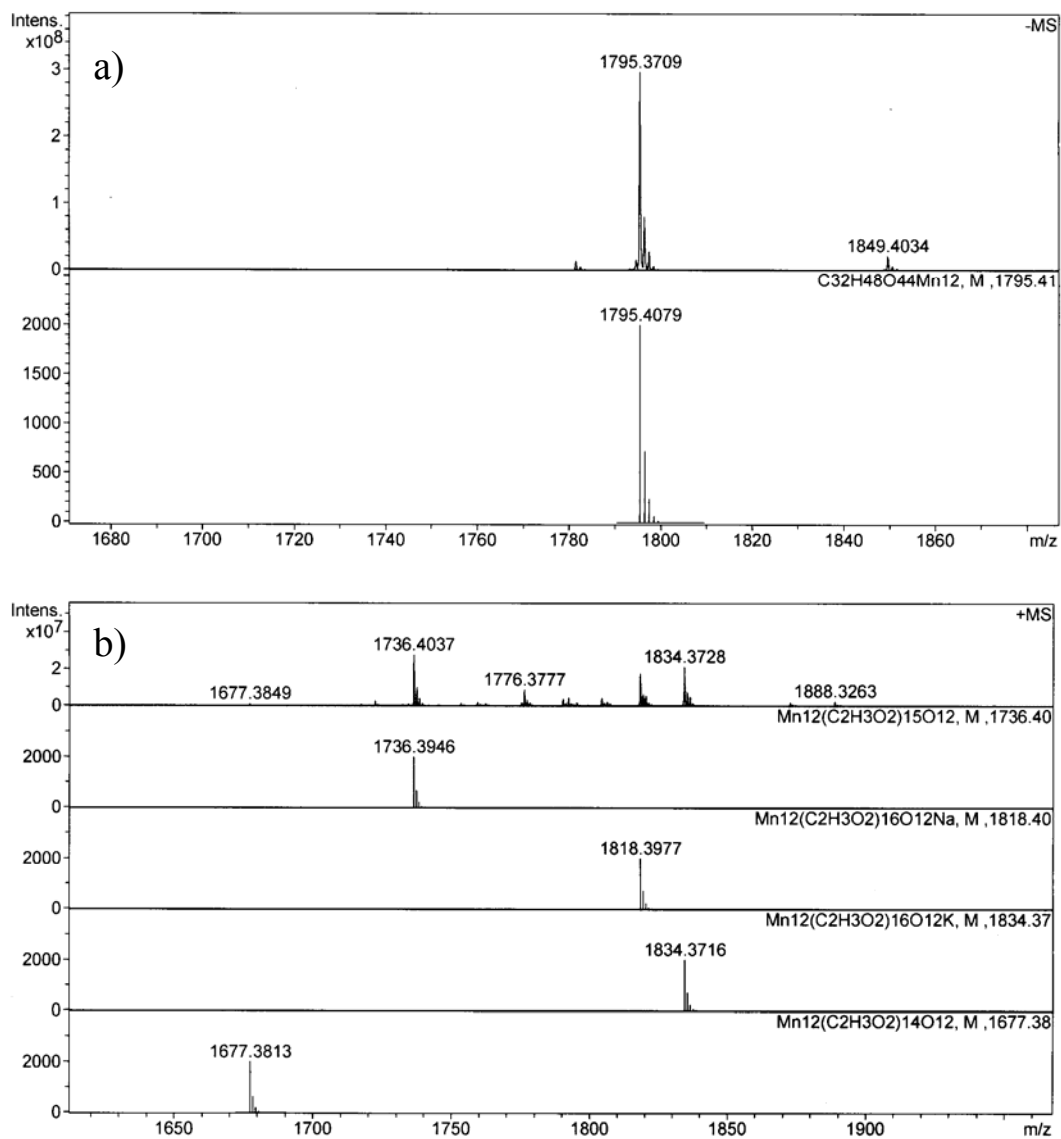 Intens.
x10⁸
-MS
a)
1795.3709
3
2
1
1849.4034
0
C32H48O44Mn12, M ,1795.41
1795.4079
2000
1500
1000
500
0
1680 1700 1720 1740 1760 1780 1800 1820 1840 1860 m/z
Intens.
x10⁷
+MS
b)
1736.4037
1834.3728
2
1776.3777
1677.3849
1888.3263
0
Mn12(C2H3O2)15O12, M ,1736.40
1736.3946
2000
0
Mn12(C2H3O2)16O12Na, M ,1818.40
1818.3977
2000
0
Mn12(C2H3O2)16O12K, M ,1834.37
1834.3716
2000
0
Mn12(C2H3O2)14O12, M ,1677.38
1677.3813
2000
0
1650 1700 1750 1800 1850 1900 m/z